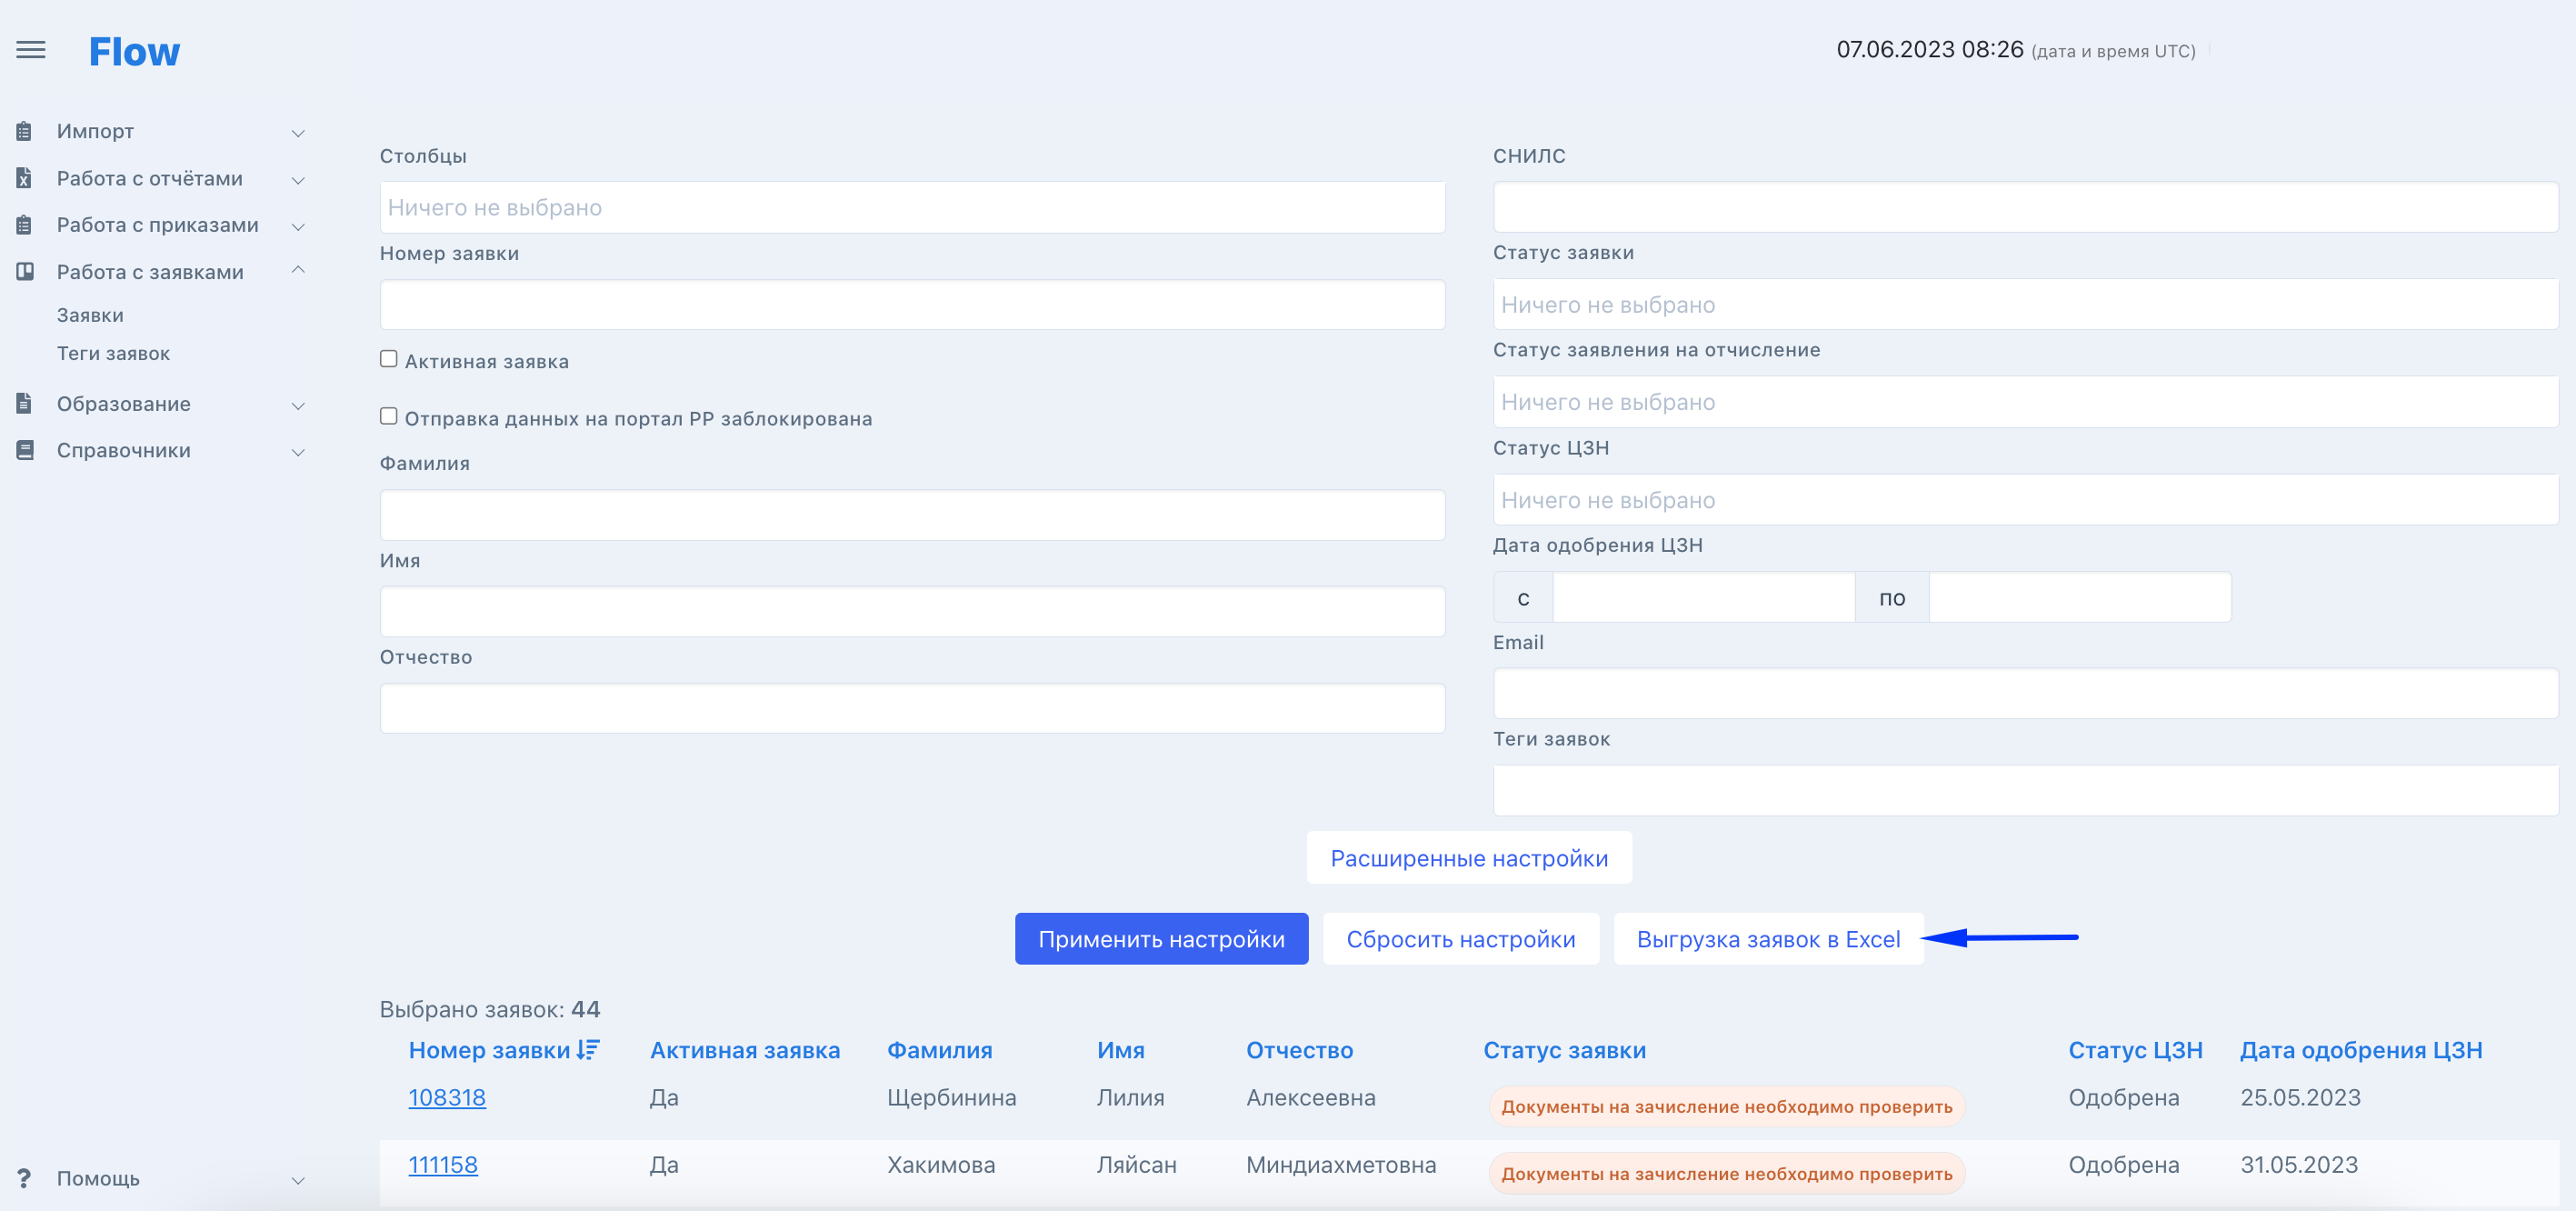 Flow
07.06.2023 08:26 (дата и время UTC)
Импорт
Работа с отчётами
Работа с приказами
Работа с заявками
Заявки
Теги заявок
Образование
Справочники
Помощь
Столбцы
Ничего не выбрано
Номер заявки
Активная заявка
Отправка данных на портал РР заблокирована
Фамилия
Имя
Отчество
СНИЛС
Статус заявки
Ничего не выбрано
Статус заявления на отчисление
Ничего не выбрано
Статус ЦЗН
Ничего не выбрано
Дата одобрения ЦЗН
с по
Email
Теги заявок
Расширенные настройки
Применить настройки Сбросить настройки Выгрузка заявок в Excel
Выбрано заявок: 44
Номер заявки Активная заявка Фамилия Имя Отчество Статус заявки Статус ЦЗН Дата одобрения ЦЗН
108318 Да Щербинина Лилия Алексеевна Документы на зачисление необходимо проверить Одобрена 25.05.2023
111158 Да Хакимова Ляйсан Миндиахметовна Документы на зачисление необходимо проверить Одобрена 31.05.2023